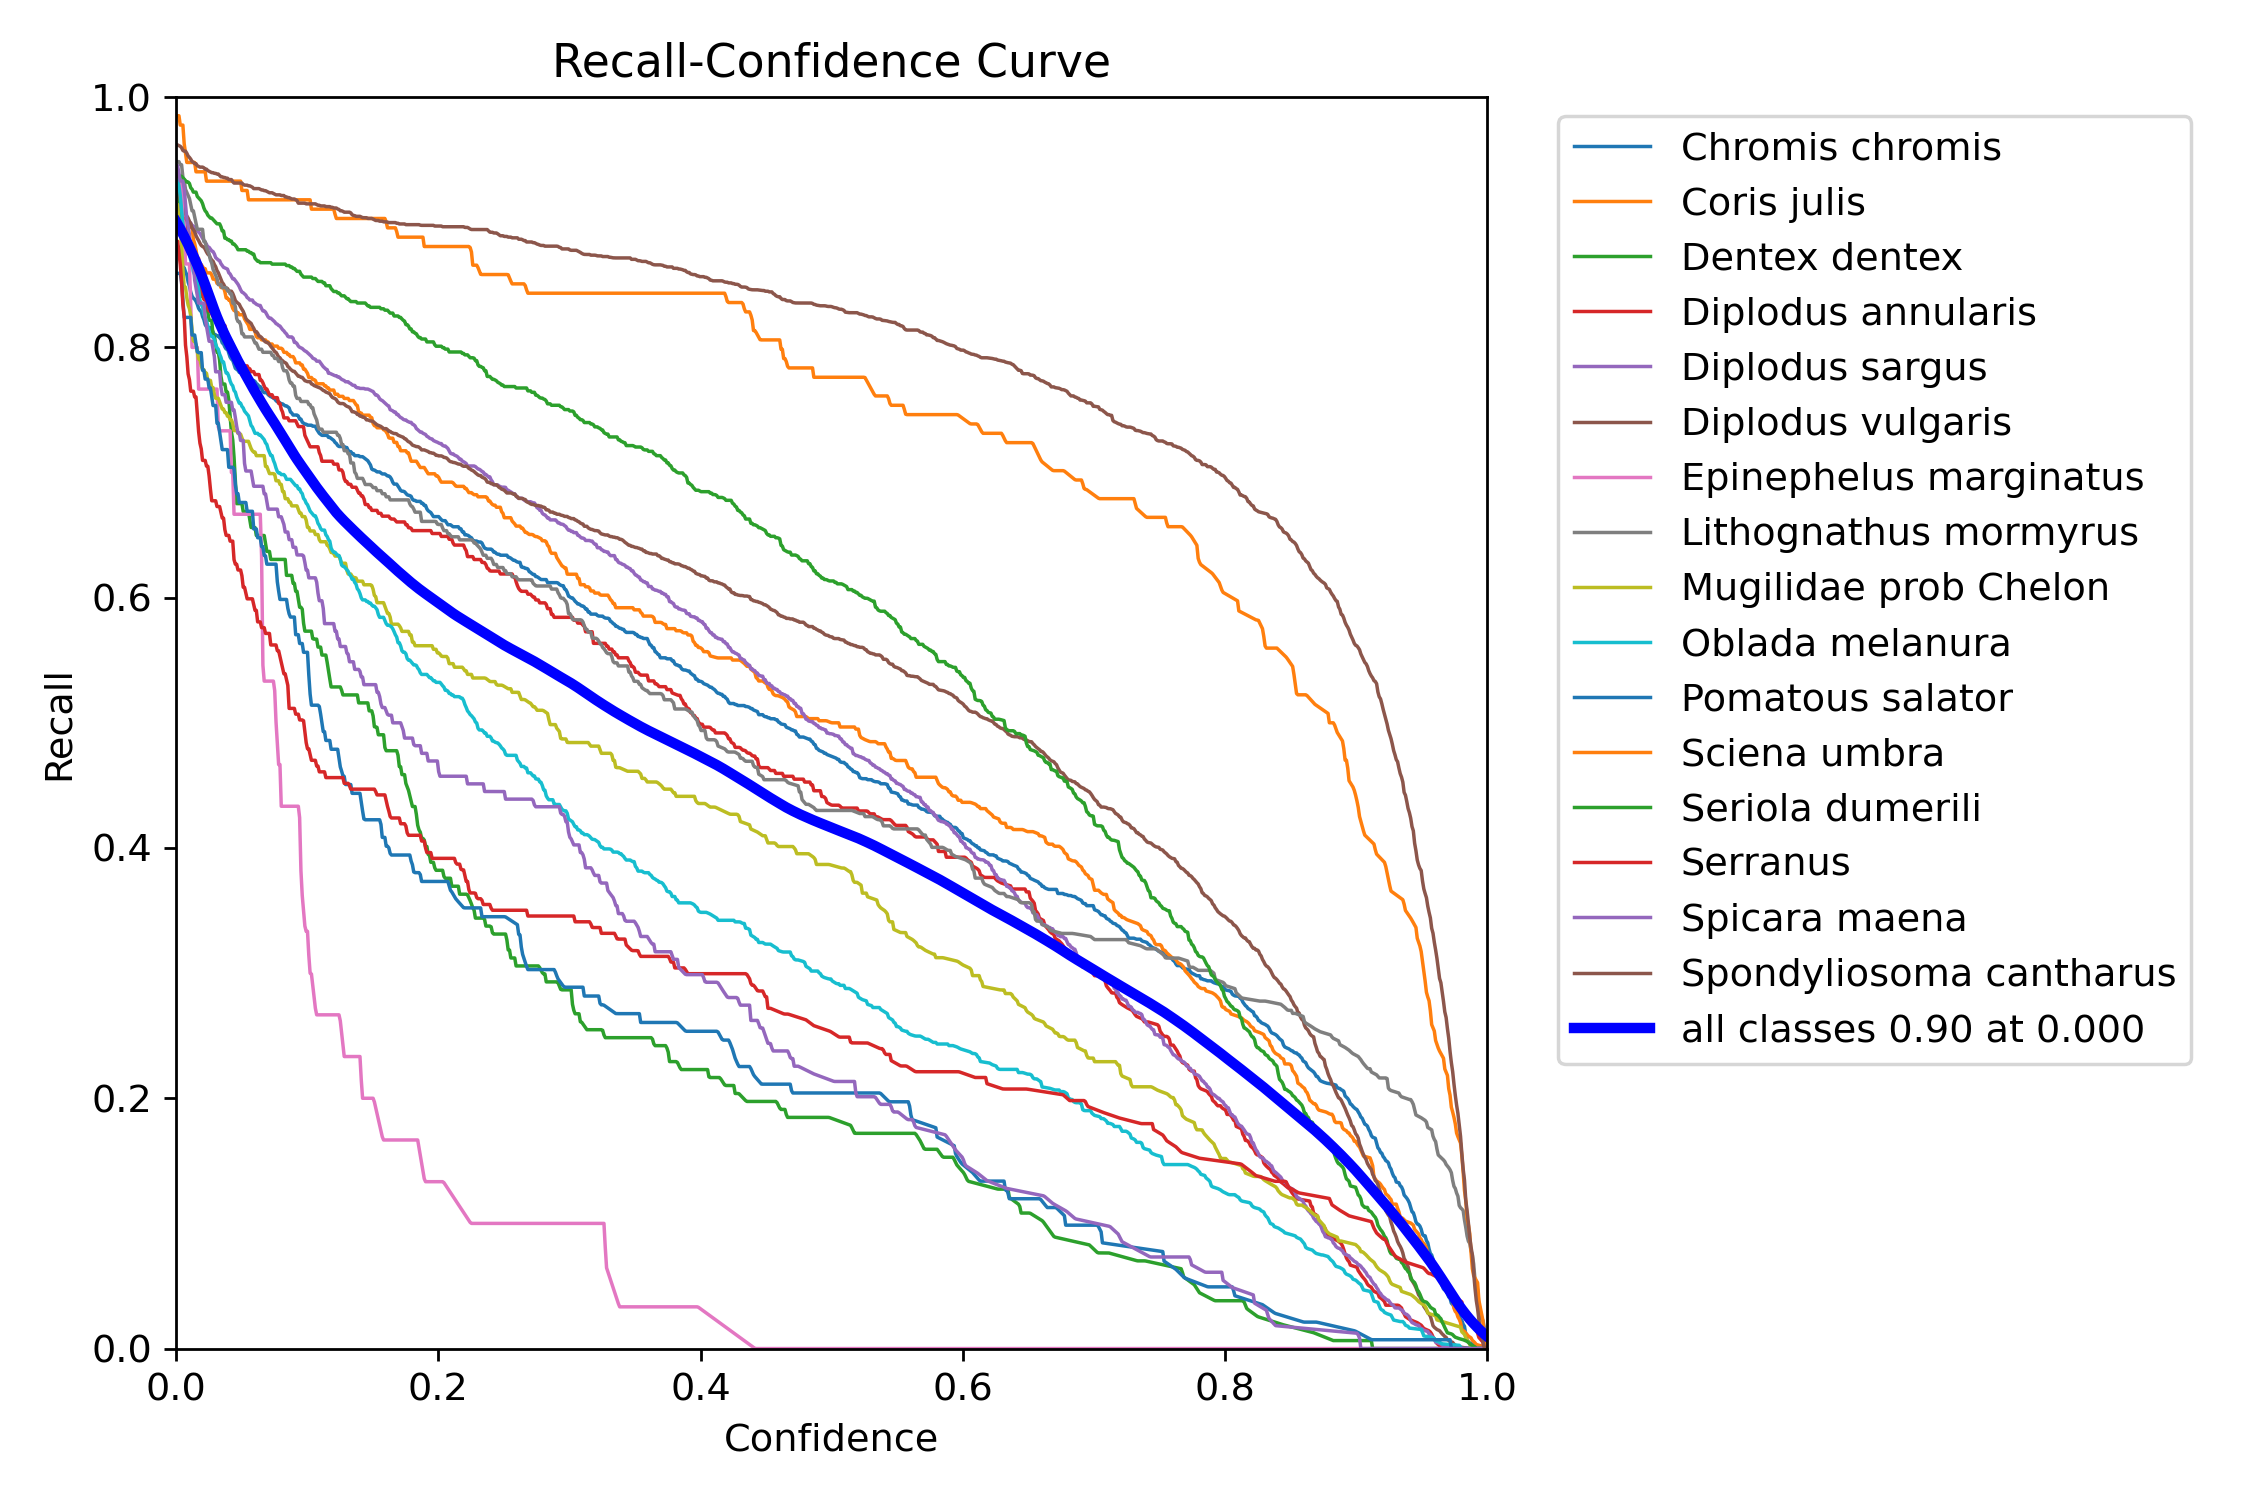 Recall-Confidence Curve
1.0
0.8
0.6
0.4
0.2
0.0
Recall
0.0 0.2 0.4 0.6 0.8 1.0
Confidence
Chromis chromis
Coris julis
Dentex dentex
Diplodus annularis
Diplodus sargus
Diplodus vulgaris
Epinephelus marginatus
Lithognathus mormyrus
Mugilidae prob Chelon
Oblada melanura
Pomatous salator
Sciena umbra
Seriola dumerili
Serranus
Spicara maena
Spondyliosoma cantharus
all classes 0.90 at 0.000